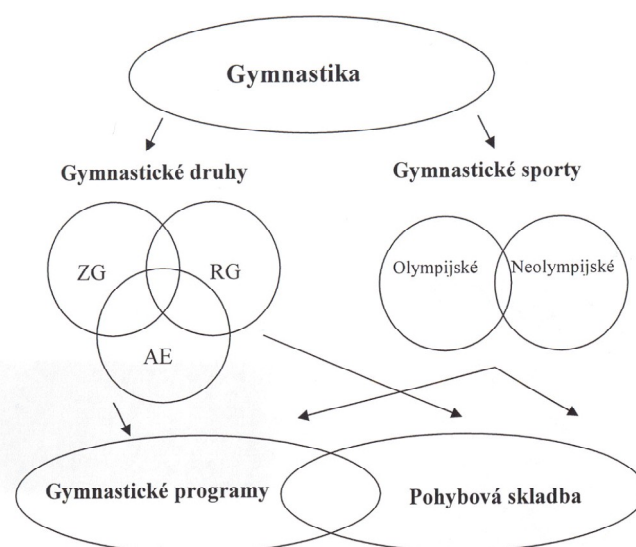 Gymnastika
Gymnastické druhy
Gymnastické sporty
ZG
RG
AE
Olympijské
Neolympijské
Gymnastické programy
Pohybová skladba